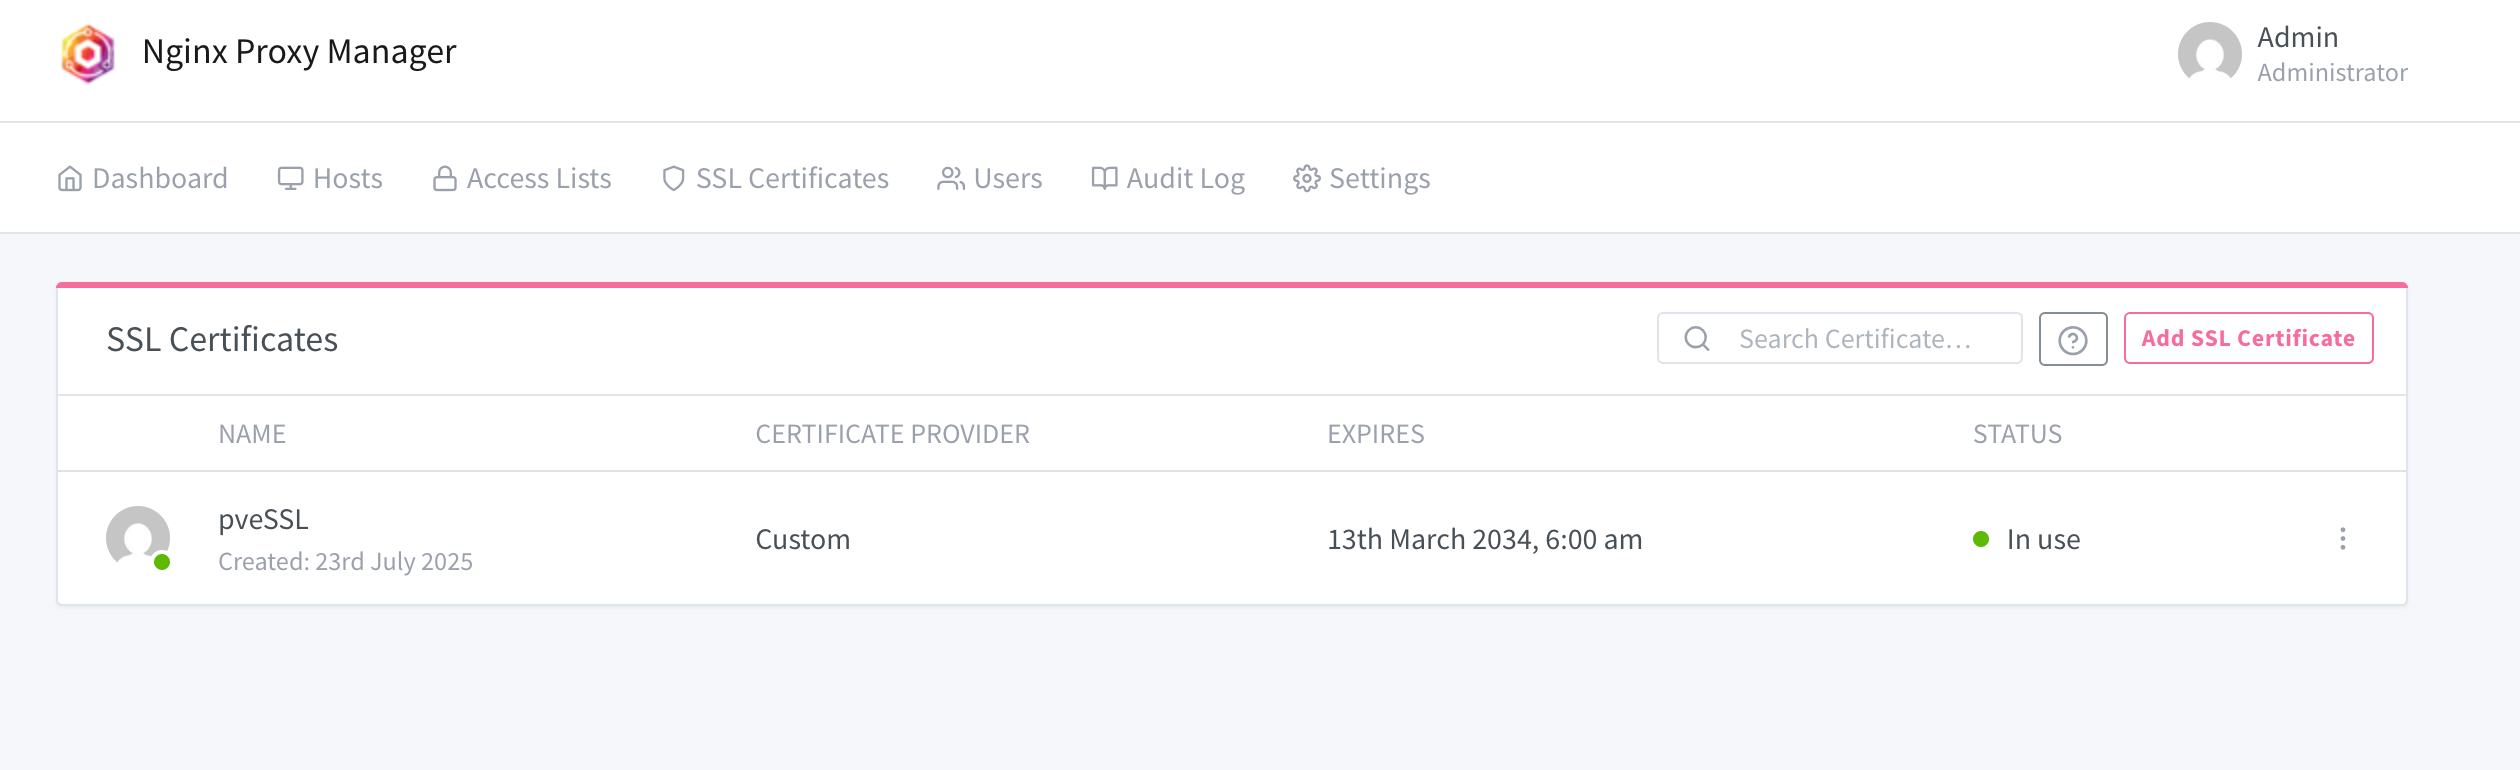 Nginx Proxy Manager
Admin
Administrator
Dashboard Hosts Access Lists SSL Certificates Users Audit Log Settings
SSL Certificates
Search Certificate…
Add SSL Certificate
NAME CERTIFICATE PROVIDER EXPIRES STATUS
pveSSL
Created: 23rd July 2025
Custom
13th March 2034, 6:00 am
In use